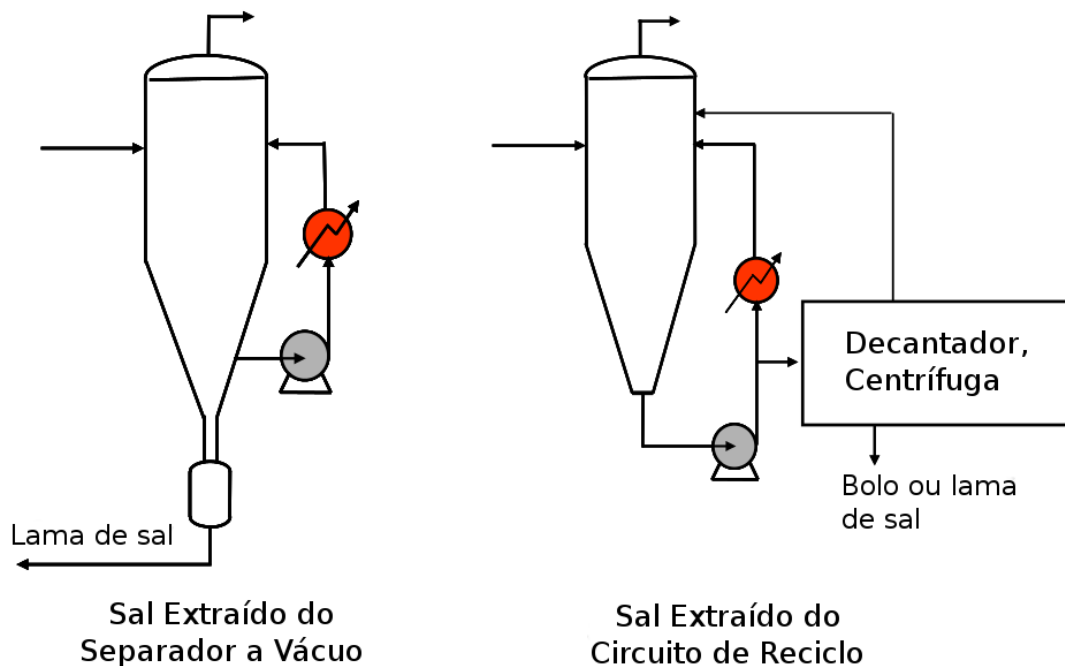 Decantador,
Centrífuga
Bolo ou lama
de sal
Lama de sal
Sal Extraído do
Separador a Vácuo
Sal Extraído do
Circuito de Reciclo